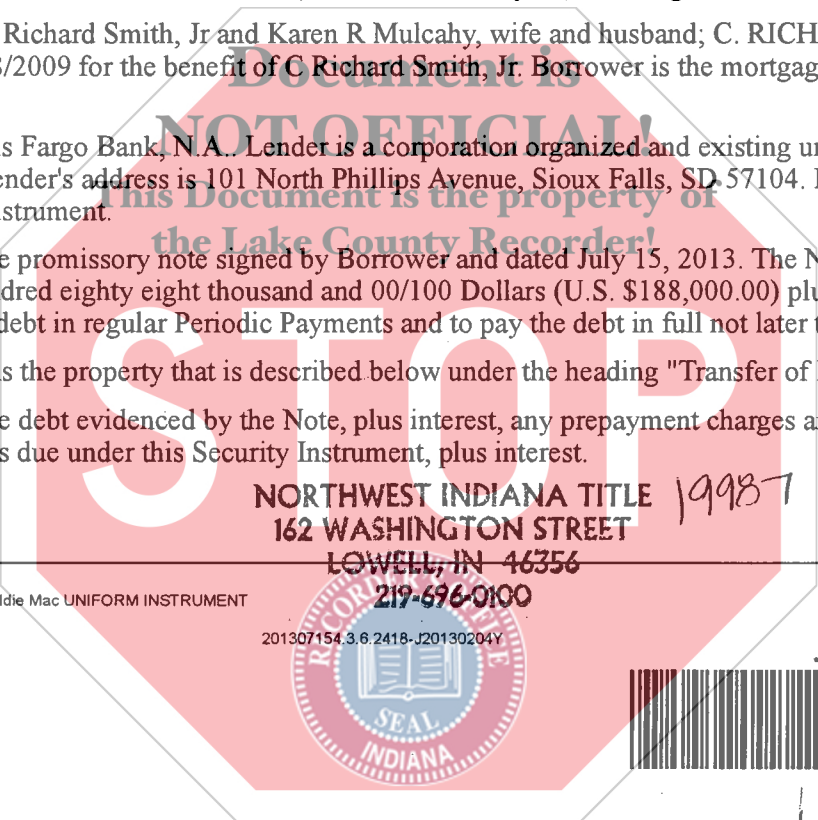 Richard Smith, Jr and Karen R Mulcahy, wife and husband; C. RICH
/2009 for the benefit of C Richard Smith, Jr. Borrower is the mortgag
Document is
NOT OFFICIAL!
s Fargo Bank, N.A.. Lender is a corporation organized and existing un
ender's address is 101 North Phillips Avenue, Sioux Falls, SD 57104. L
This Document is the property of
nstrument.
the Lake County Recorder!
e promissory note signed by Borrower and dated July 15, 2013. The N
dred eighty eight thousand and 00/100 Dollars (U.S. $188,000.00) plu
debt in regular Periodic Payments and to pay the debt in full not later t
STOP
s the property that is described below under the heading "Transfer of
e debt evidenced by the Note, plus interest, any prepayment charges a
s due under this Security Instrument, plus interest.
NORTHWEST INDIANA TITLE 19987
162 WASHINGTON STREET
LOWELL, IN 46356
219-696-0100
ddie Mac UNIFORM INSTRUMENT
201307154.3.6.2418-J20130204Y
RECORDER'S OFFICE
SEAL
INDIANA